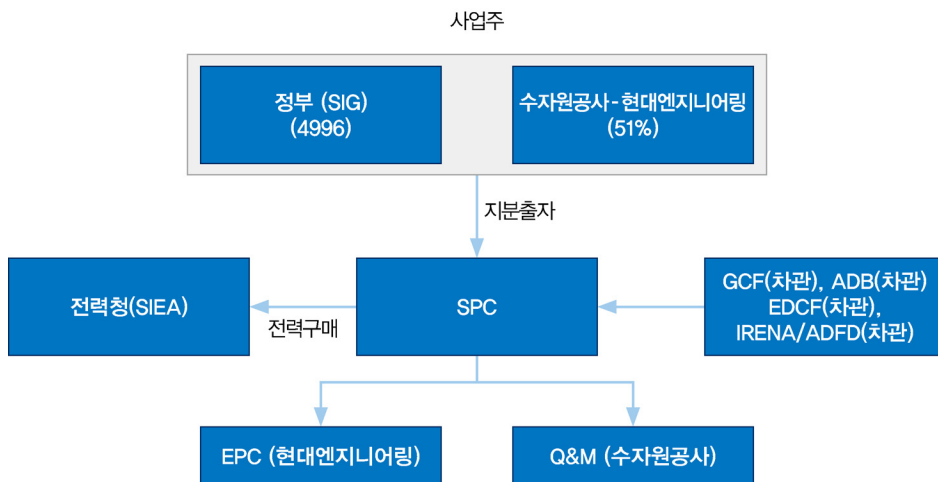 사업주
정부 (SIG)
(4996)
수자원공사-현대엔지니어링
(51%)
지분출자
전력청(SIEA)
전력구매
SPC
GCF(차관), ADB(차관)
EDCF(차관),
IRENA/ADFD(차관)
EPC (현대엔지니어링)
Q&M (수자원공사)